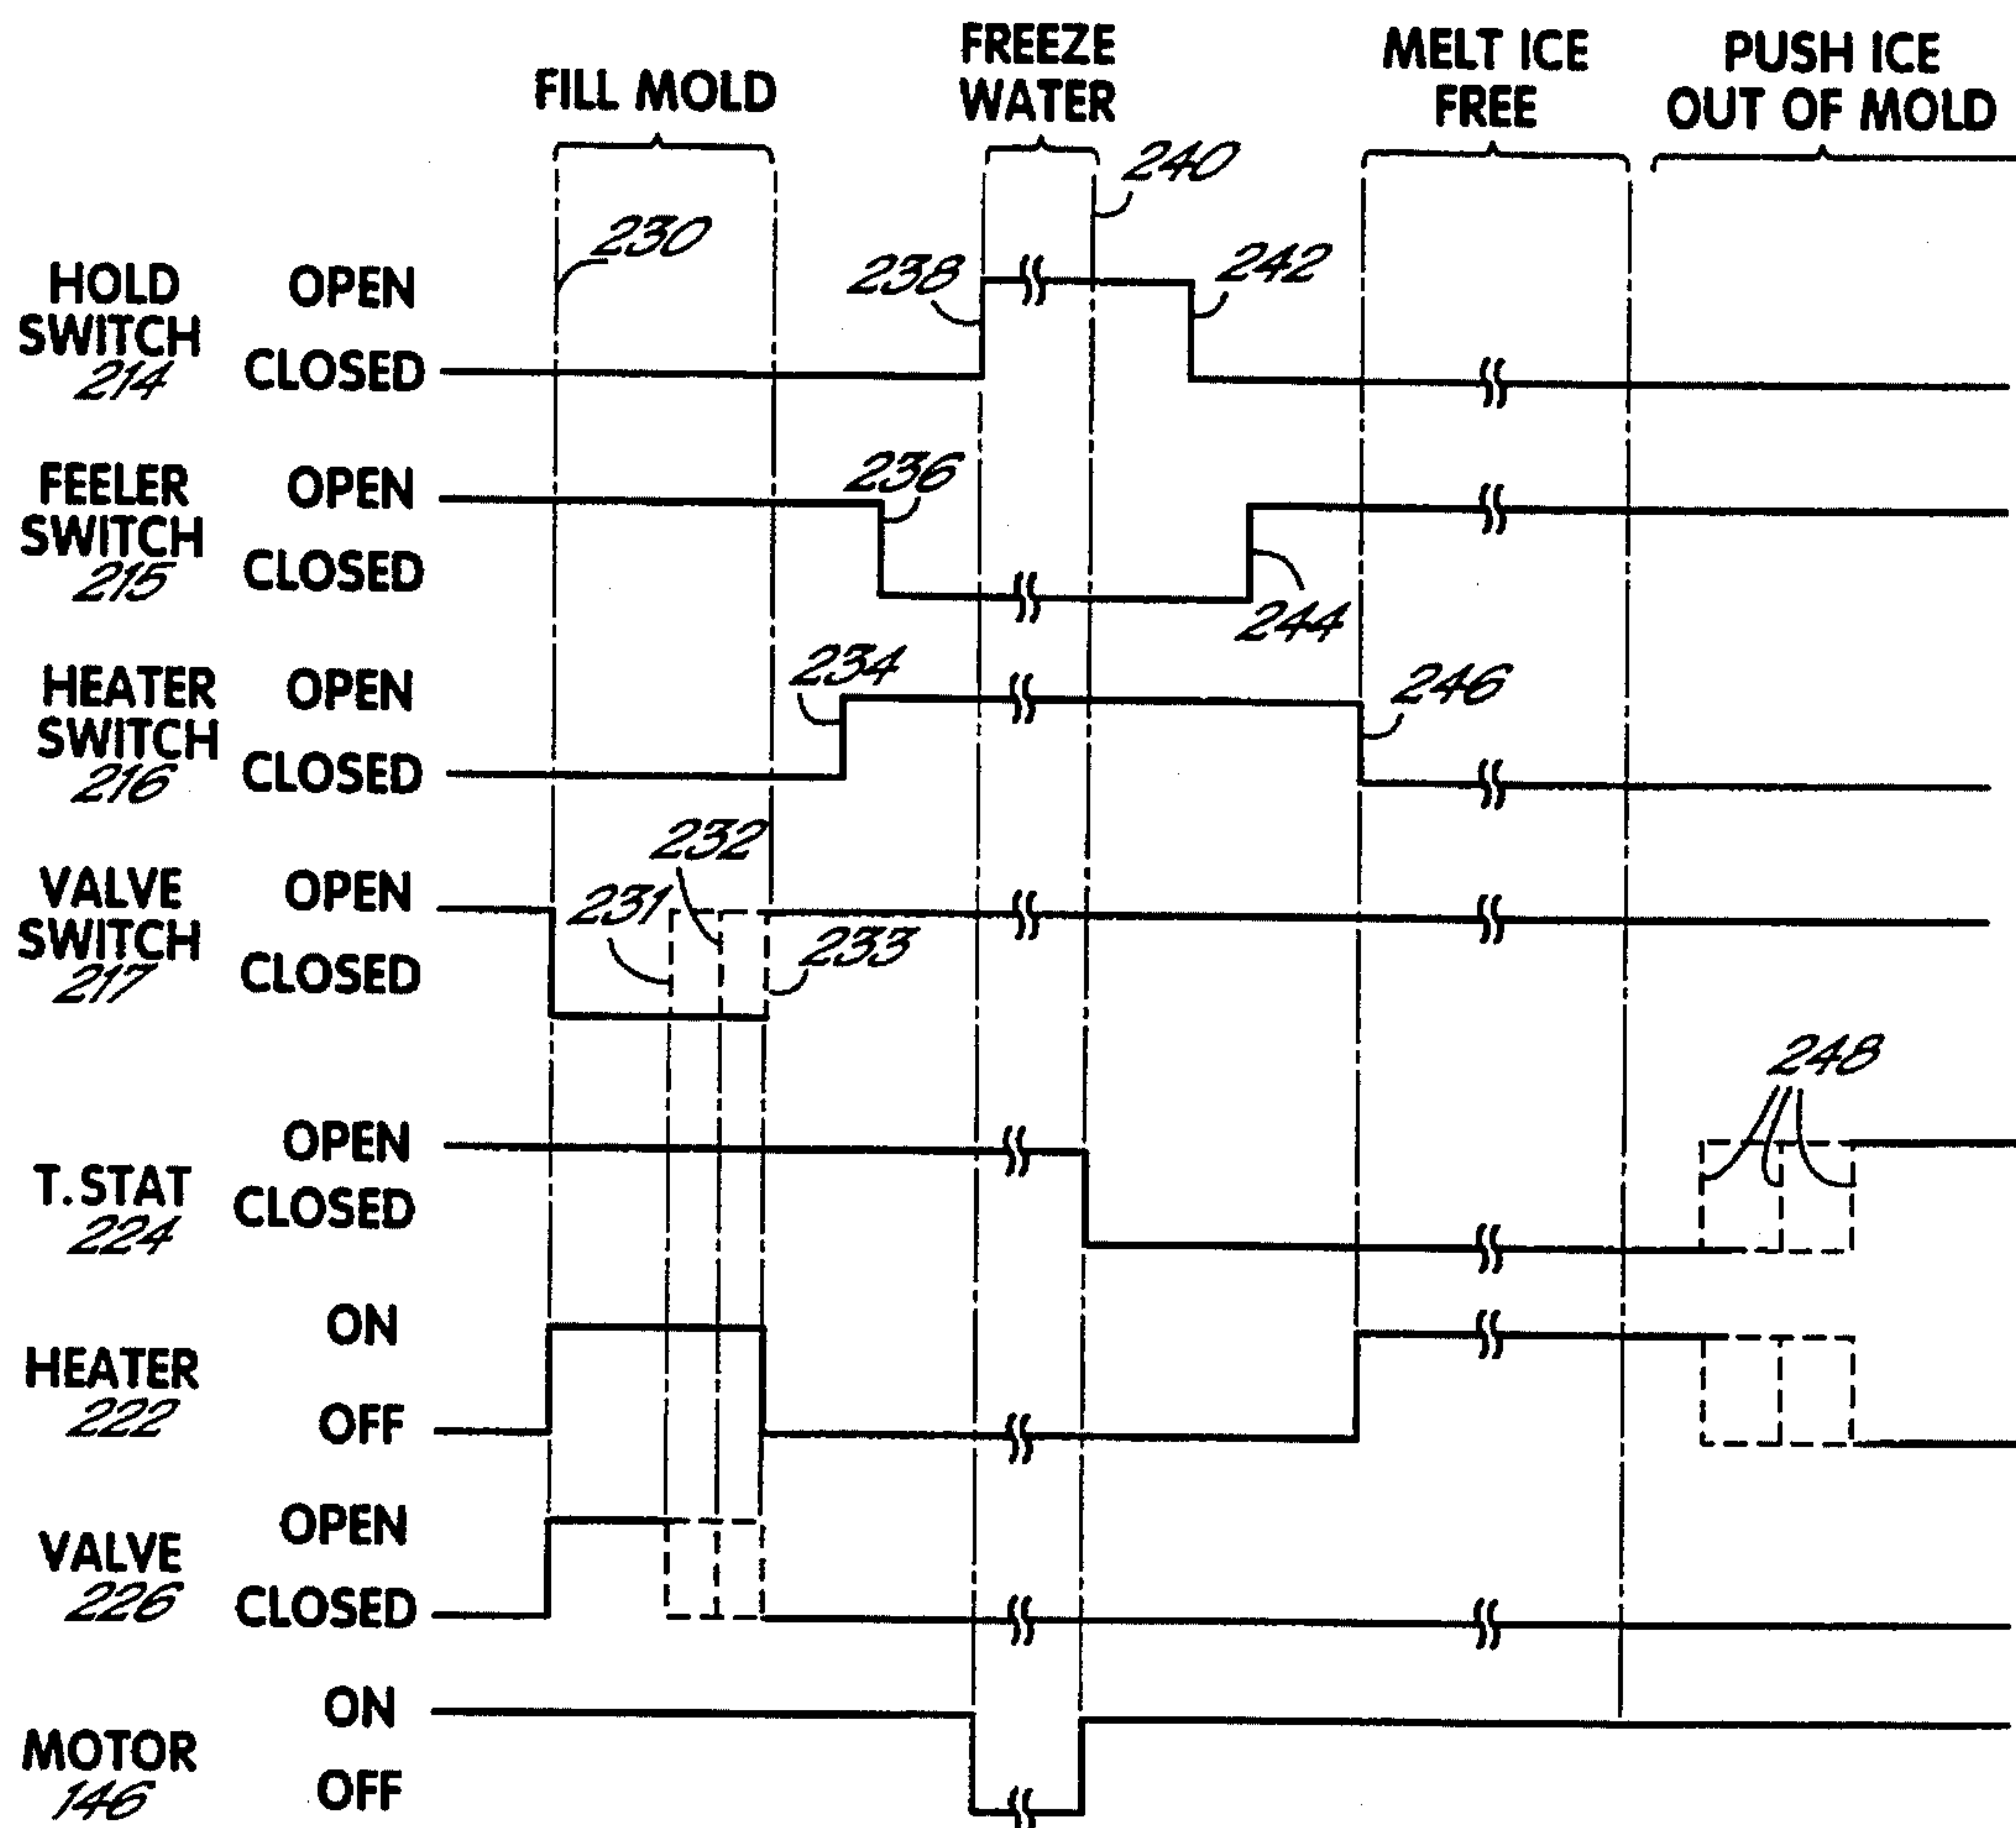 FILL MOLD
FREEZE
WATER
MELT ICE
FREE
PUSH ICE
OUT OF MOLD
240
230
HOLD
SWITCH
214
OPEN
CLOSED
238
242
FEELER
SWITCH
215
OPEN
CLOSED
236
244
HEATER
SWITCH
216
OPEN
CLOSED
234
246
VALVE
SWITCH
217
OPEN
CLOSED
231
232
233
T.STAT
224
OPEN
CLOSED
248
HEATER
222
ON
OFF
VALVE
226
OPEN
CLOSED
MOTOR
146
ON
OFF